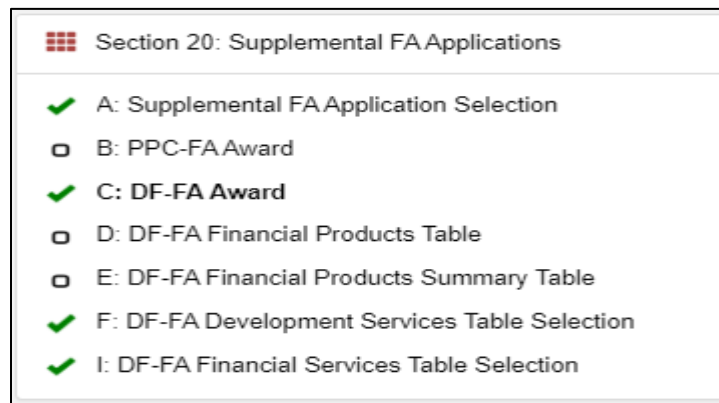 Section 20: Supplemental FA Applications
A: Supplemental FA Application Selection
B: PPC-FA Award
C: DF-FA Award
D: DF-FA Financial Products Table
E: DF-FA Financial Products Summary Table
F: DF-FA Development Services Table Selection
I: DF-FA Financial Services Table Selection